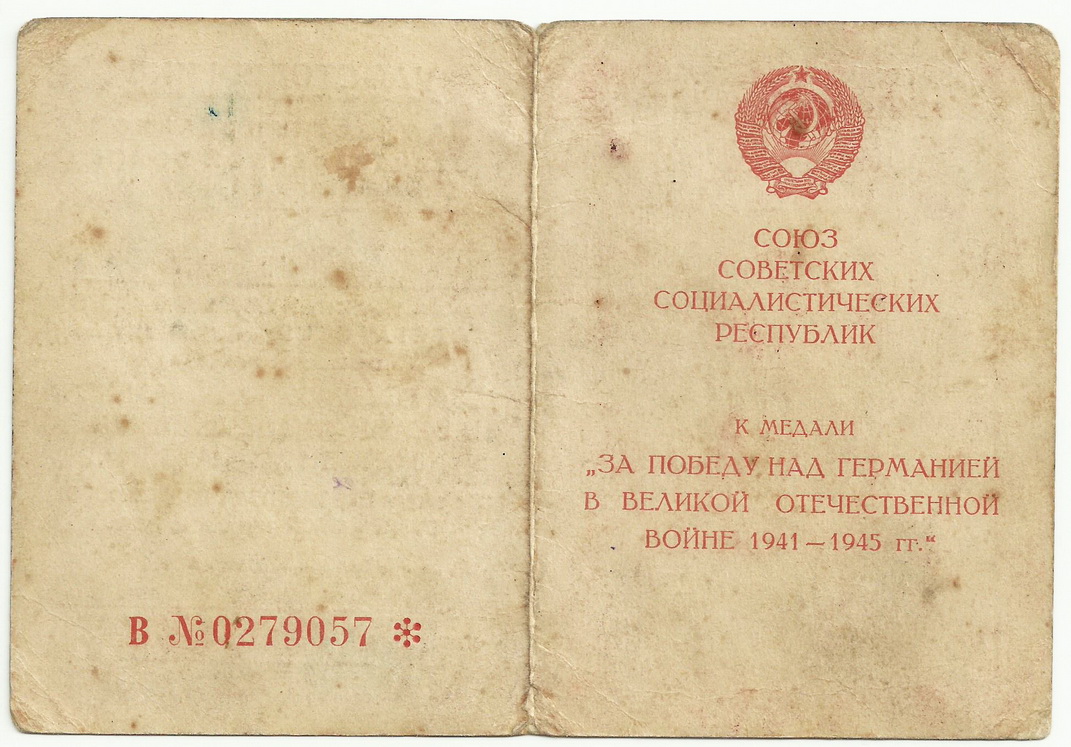 В №0279057 *
СОЮЗ
СОВЕТСКИХ
СОЦИАЛИСТИЧЕСКИХ
РЕСПУБЛИК
К МЕДАЛИ
„ЗА ПОБЕДУ НАД ГЕРМАНИЕЙ
В ВЕЛИКОЙ ОТЕЧЕСТВЕННОЙ
ВОЙНЕ 1941—1945 гг.“